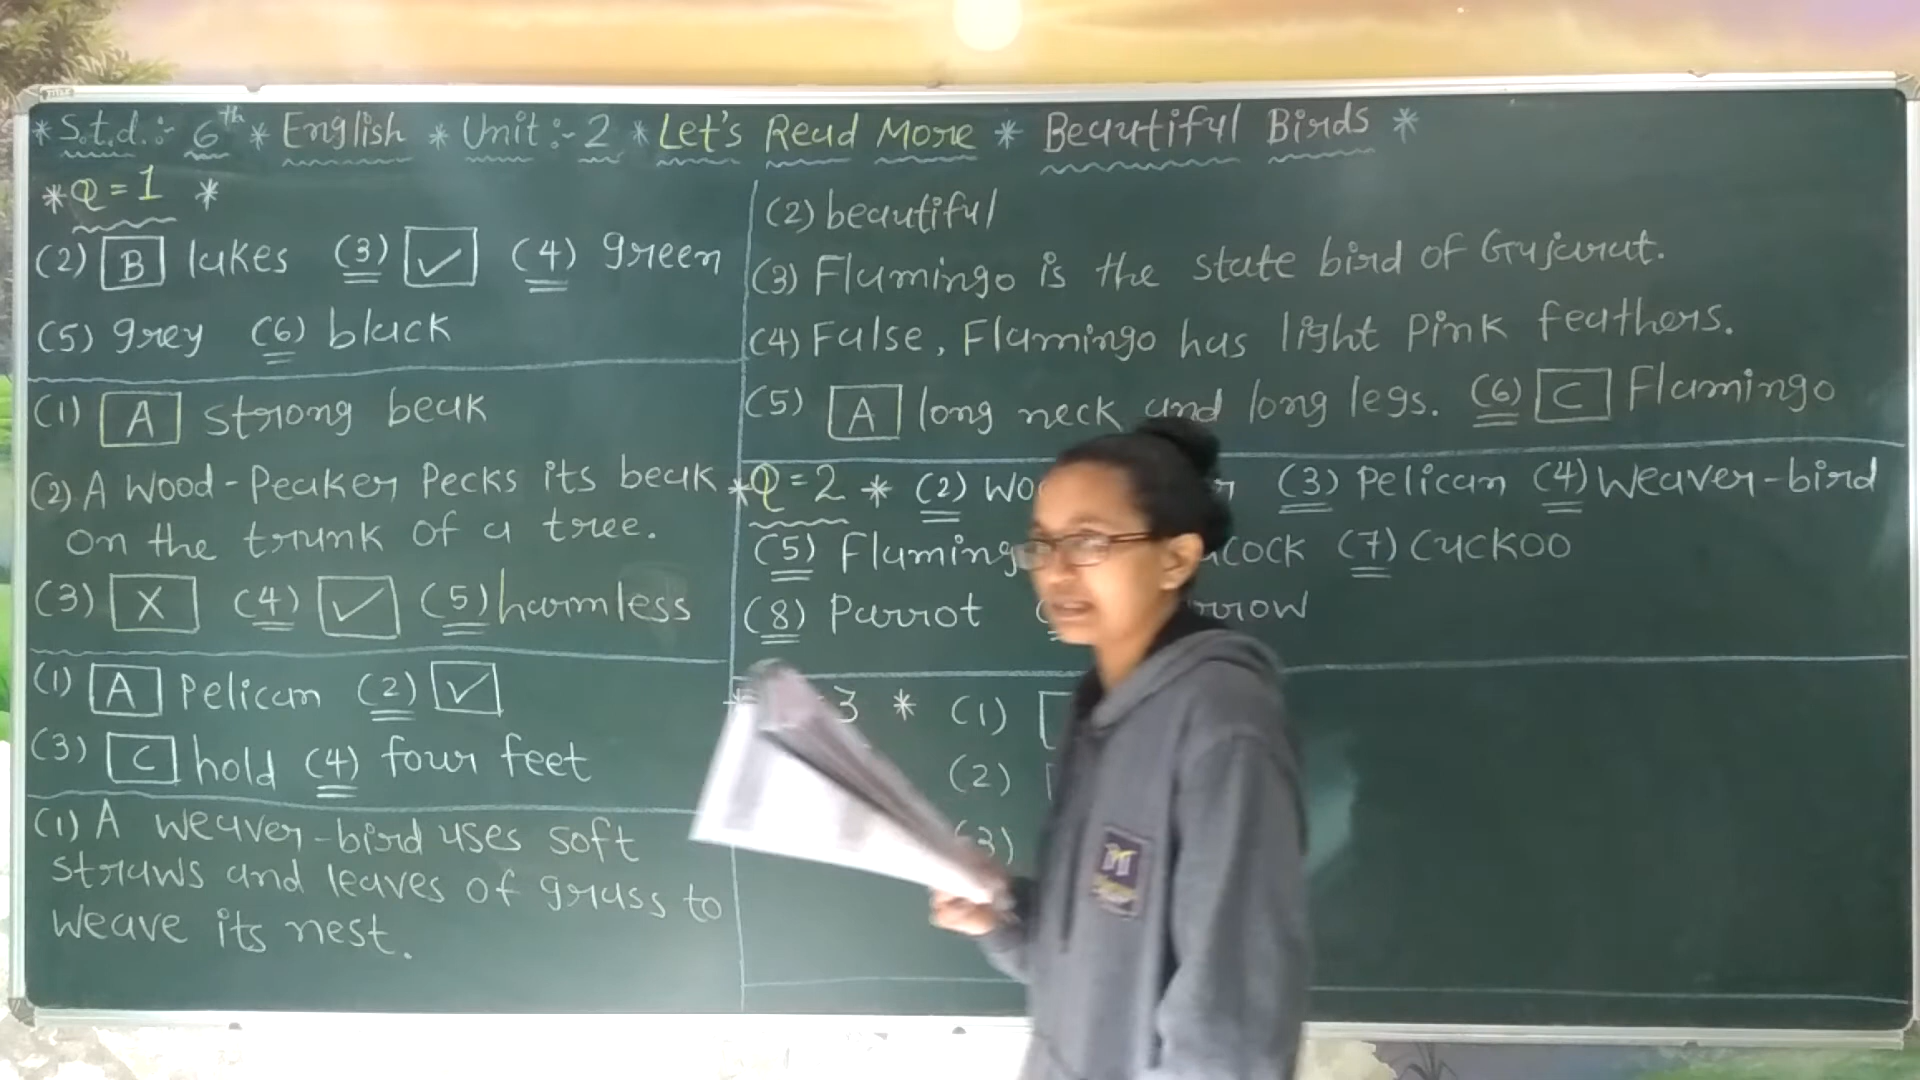 * S.t.d. :- 6th * English * Unit :- 2 * Let's Read More * Beautiful Birds *
* Q = 1 *
(2) B lakes (3) ✓ (4) green
(5) grey (6) black
(1) A strong beak
(2) A Wood-Peaker Pecks its beak
on the trunk of a tree.
(3) X (4) ✓ (5) harmless
(1) A Pelican (2) ✓
(3) C hold (4) four feet
(1) A weaver-bird uses soft
straws and leaves of grass to
weave its nest.
(2) beautiful
(3) Flamingo is the state bird of Gujarat.
(4) False, Flamingo has light Pink feathers.
(5) A long neck and long legs. (6) C Flamingo
* Q = 2 * (2) (3) Pelican (4) Weaver-bird
(5) (7) Cuckoo
(8) Parrot
3 * (1)
(2)
(3)